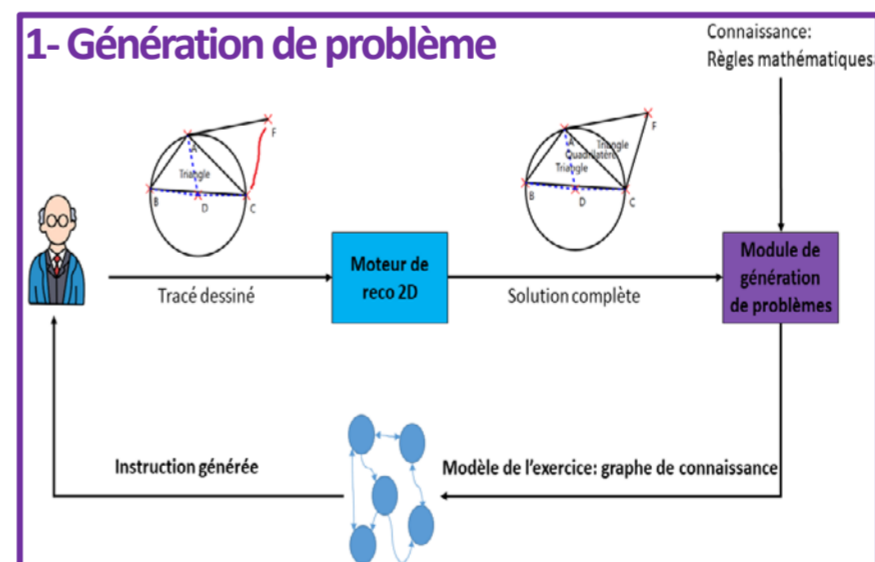 1- Génération de problème
Connaissance:
Règles mathématiques
F
A
Triangle
B
D
C
F
A
Triangle
Quadrilatère
Triangle
B
D
C
Tracé dessiné
Moteur de
reco 2D
Solution complète
Module de
génération
de problèmes
Instruction générée
Modèle de l'exercice: graphe de connaissance